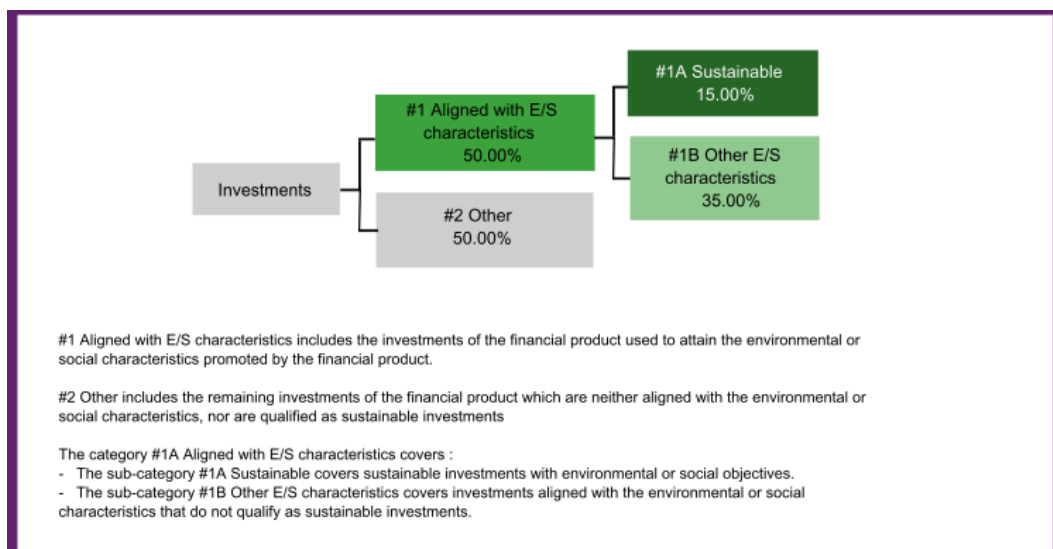 #1A Sustainable
15.00%
#1 Aligned with E/S
characteristics
50.00%
#1B Other E/S
characteristics
35.00%
Investments
#2 Other
50.00%
#1 Aligned with E/S characteristics includes the investments of the financial product used to attain the environmental or
social characteristics promoted by the financial product.
#2 Other includes the remaining investments of the financial product which are neither aligned with the environmental or
social characteristics, nor are qualified as sustainable investments
The category #1A Aligned with E/S characteristics covers :
- The sub-category #1A Sustainable covers sustainable investments with environmental or social objectives.
- The sub-category #1B Other E/S characteristics covers investments aligned with the environmental or social
characteristics that do not qualify as sustainable investments.